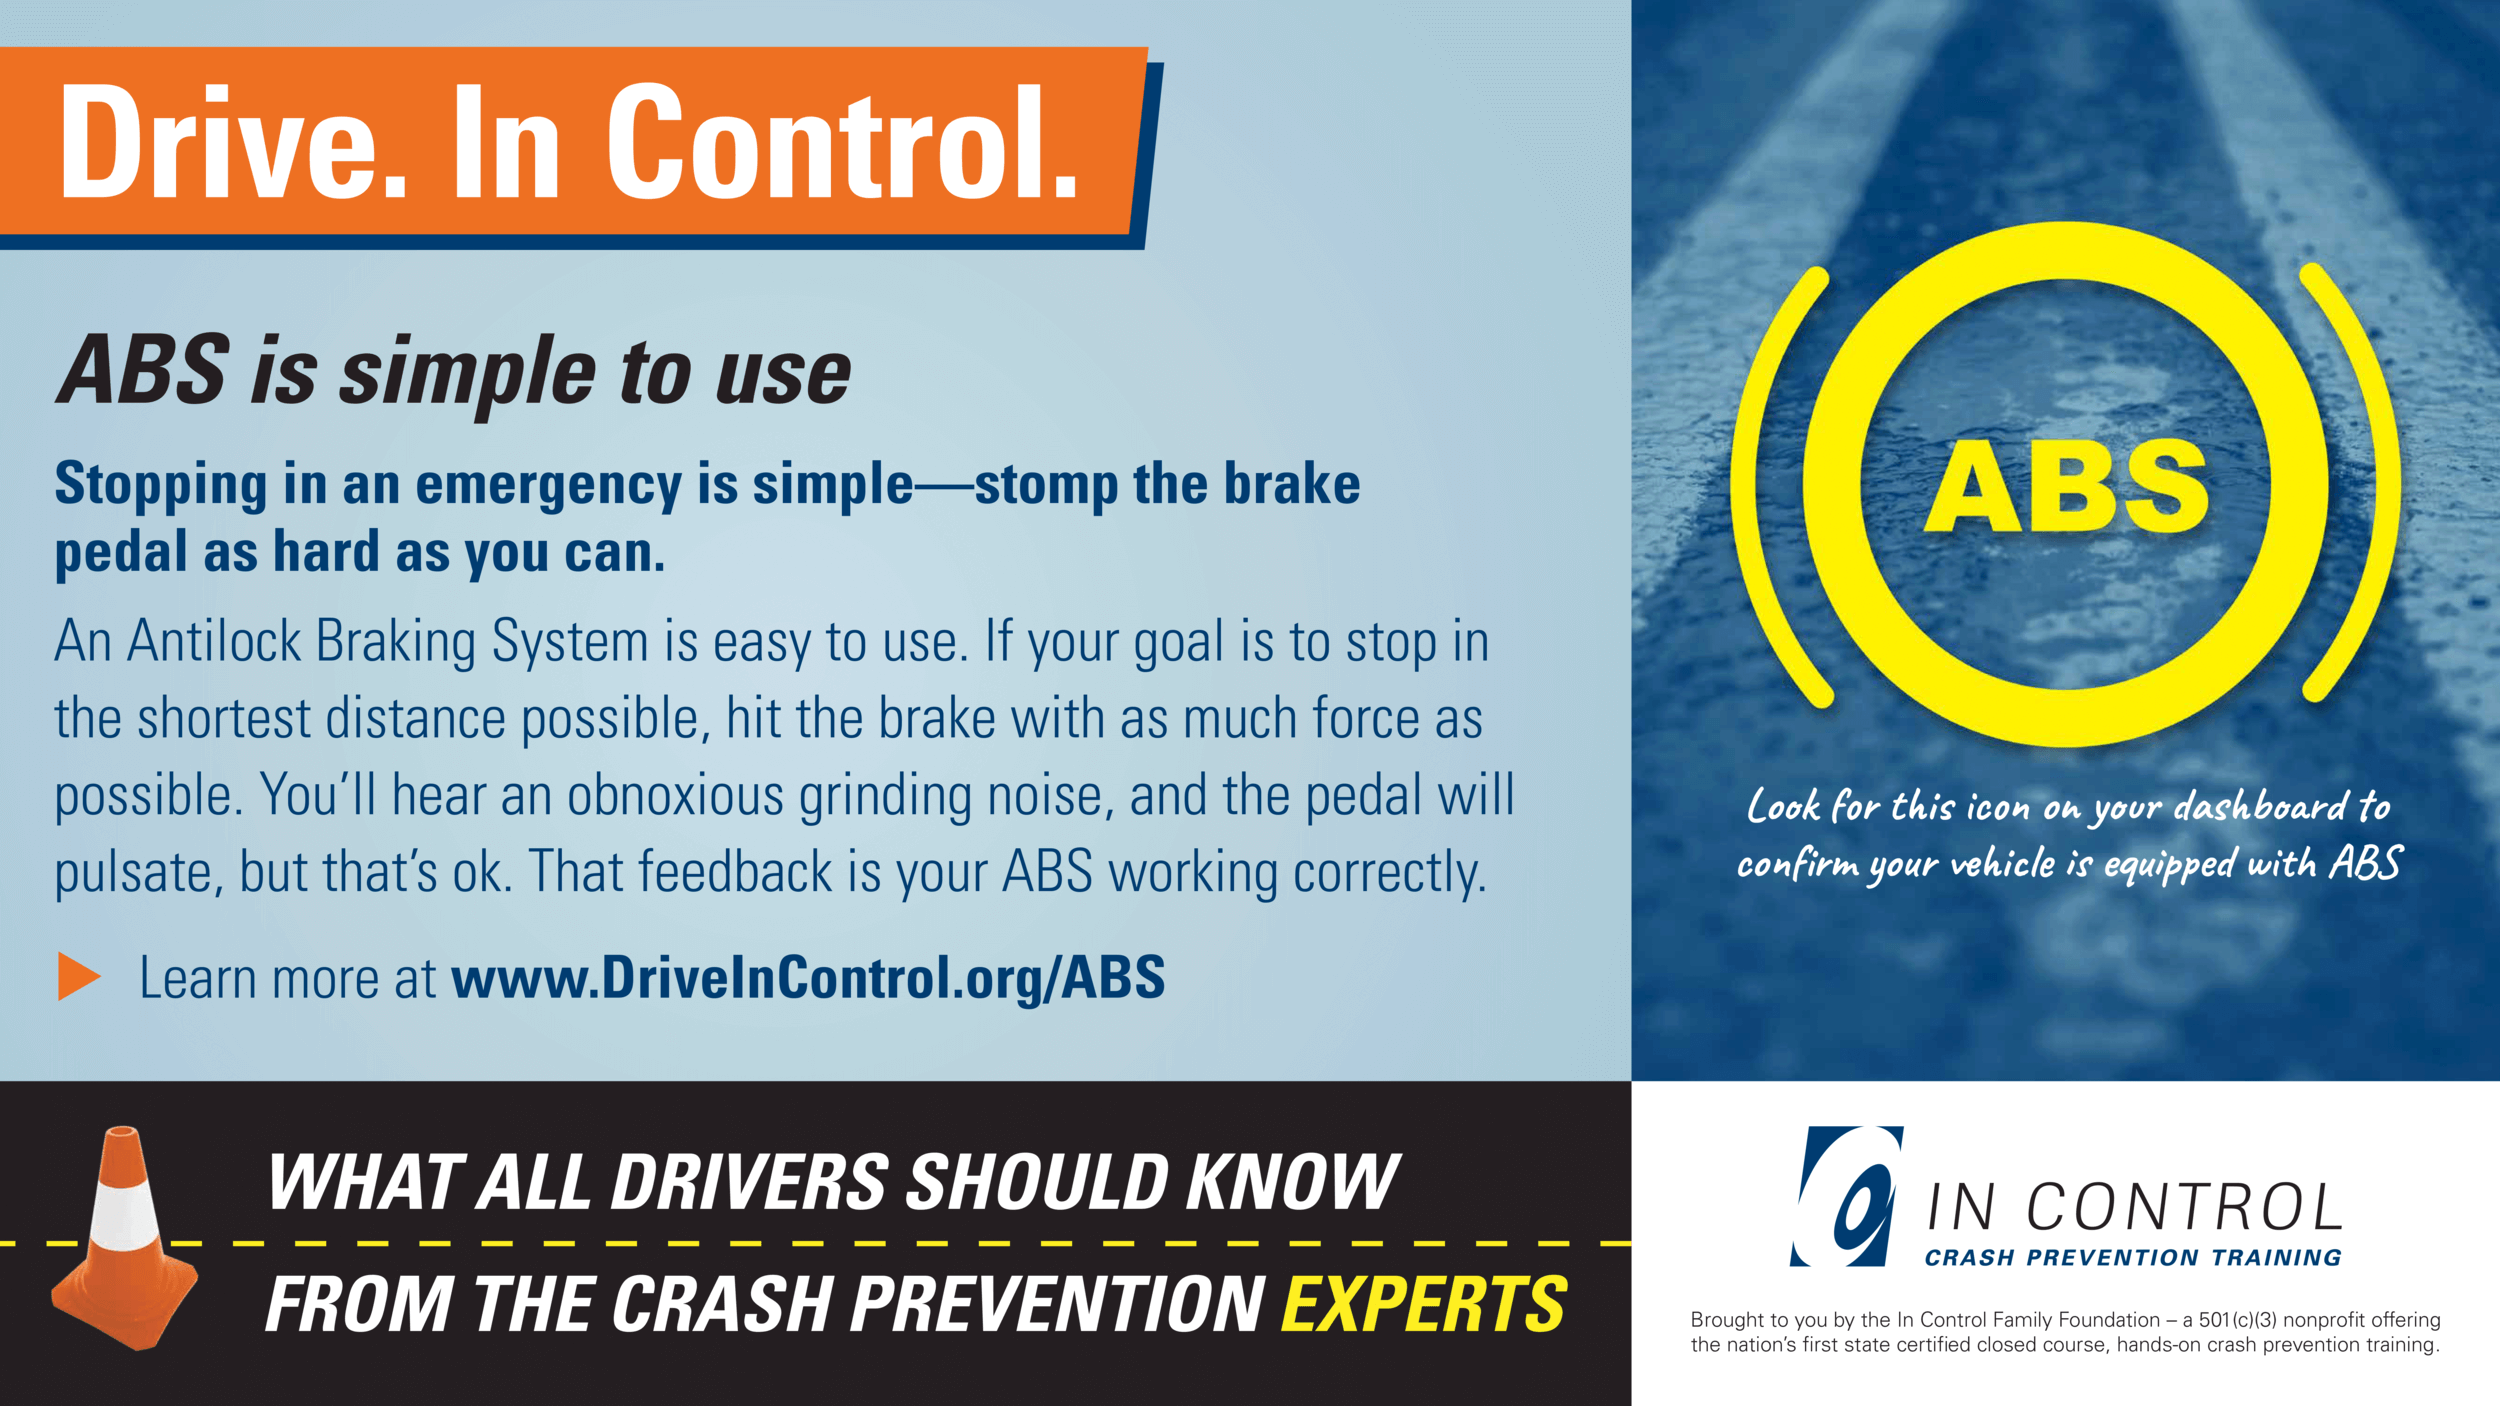 Drive. In Control.
ABS is simple to use
Stopping in an emergency is simple—stomp the brake
pedal as hard as you can.
An Antilock Braking System is easy to use. If your goal is to stop in
the shortest distance possible, hit the brake with as much force as
possible. You’ll hear an obnoxious grinding noise, and the pedal will
pulsate, but that’s ok. That feedback is your ABS working correctly.
Learn more at www.DriveInControl.org/ABS
ABS
Look for this icon on your dashboard to
confirm your vehicle is equipped with ABS
WHAT ALL DRIVERS SHOULD KNOW
FROM THE CRASH PREVENTION EXPERTS
IN CONTROL
CRASH PREVENTION TRAINING
Brought to you by the In Control Family Foundation – a 501(c)(3) nonprofit offering
the nation’s first state certified closed course, hands-on crash prevention training.